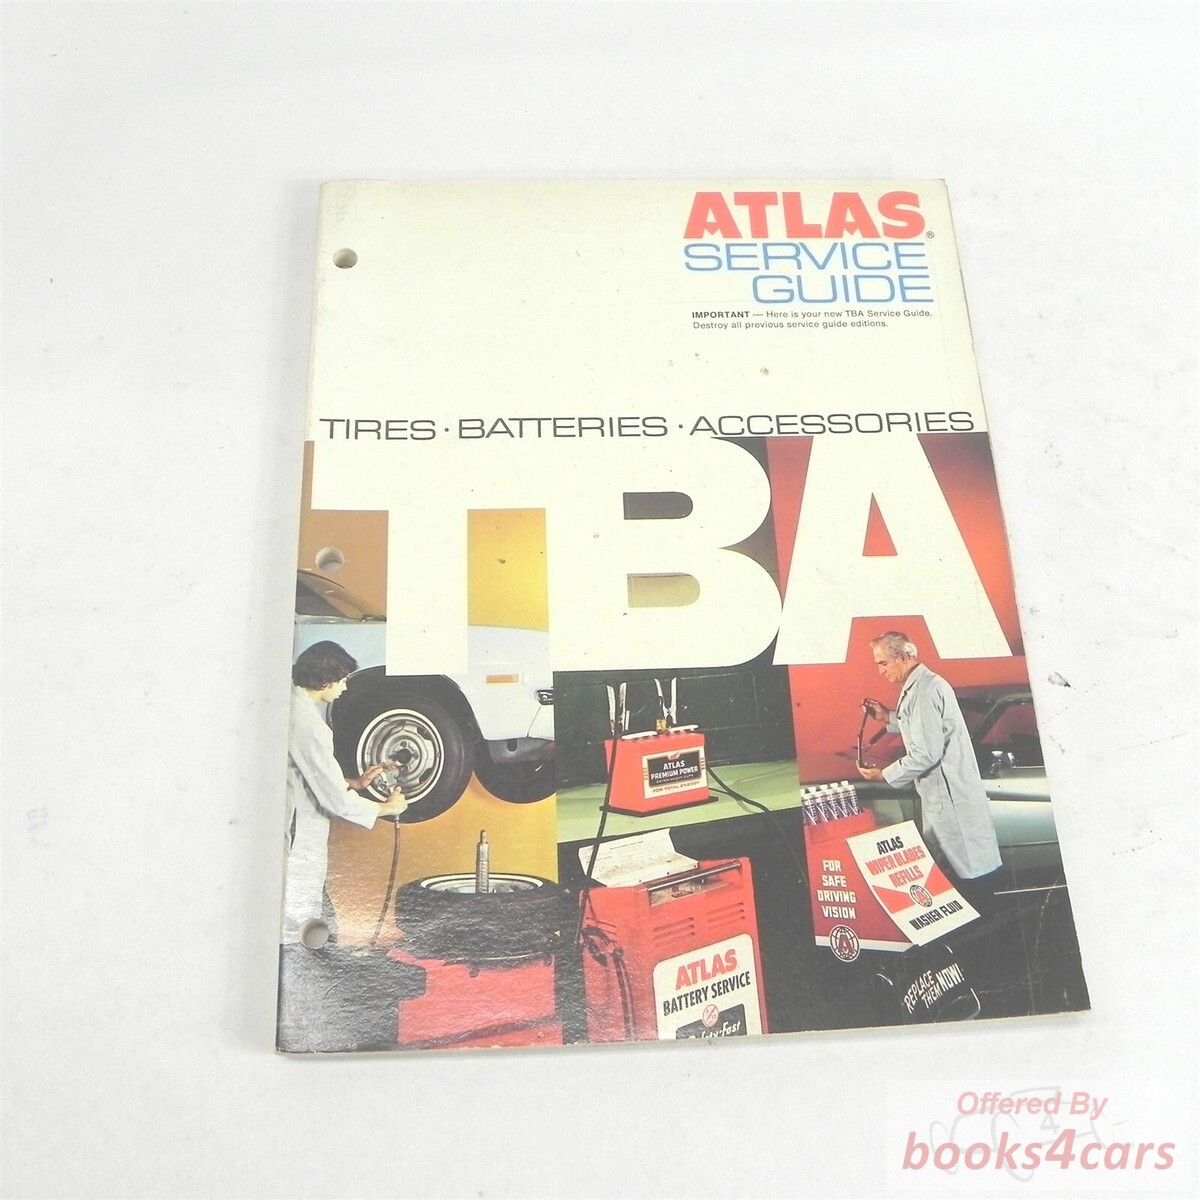 ATLAS®
SERVICE
GUIDE
IMPORTANT — Here is your new TBA Service Guide.
Destroy all previous service guide editions.
TIRES · BATTERIES · ACCESSORIES
TBA
ATLAS
PREMIUM POWER
FOR TOTAL ENERGY
FOR
SAFE
DRIVING
VISION
ATLAS
WIPER BLADES
REFILLS
WASHER FLUID
REPLACE
THEM NOW!
ATLAS
BATTERY SERVICE
Safety-Fast
Offered By
books4cars